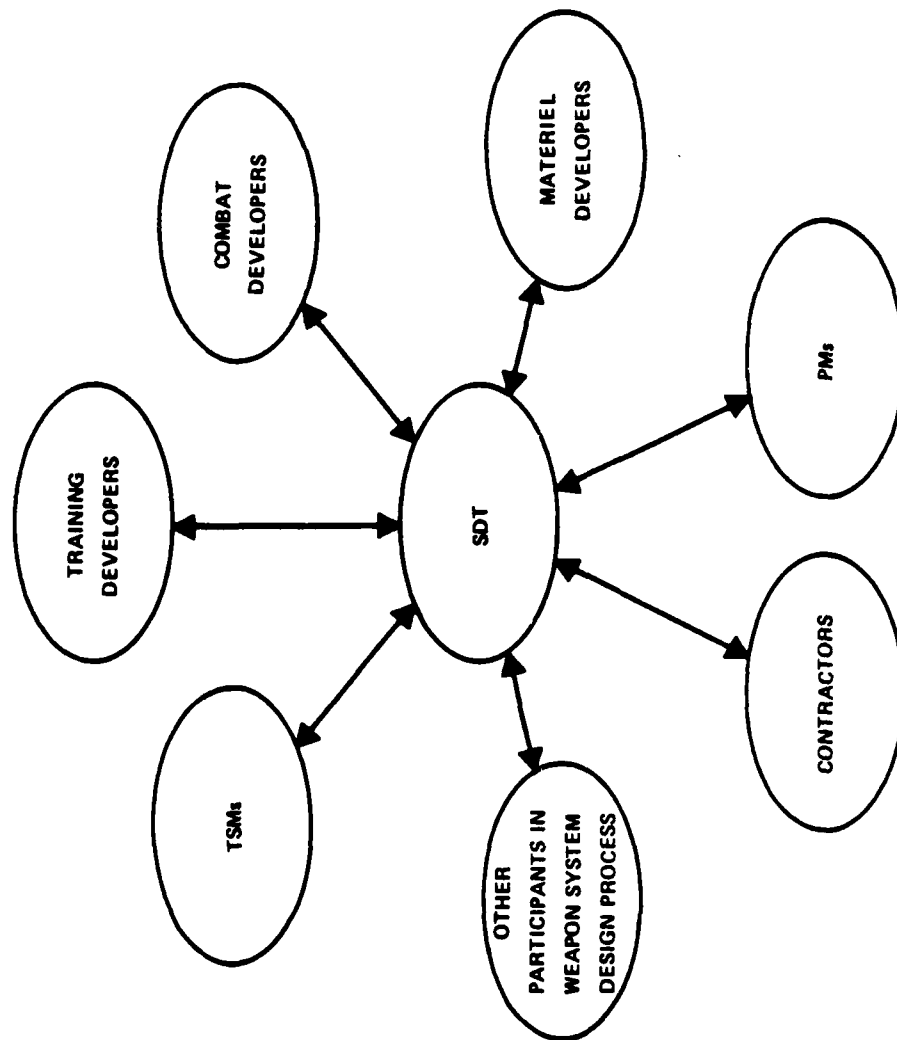 TRAINING
DEVELOPERS
TSMs
COMBAT
DEVELOPERS
SDT
OTHER
PARTICIPANTS IN
WEAPON SYSTEM
DESIGN PROCESS
MATERIEL
DEVELOPERS
CONTRACTORS
PMs